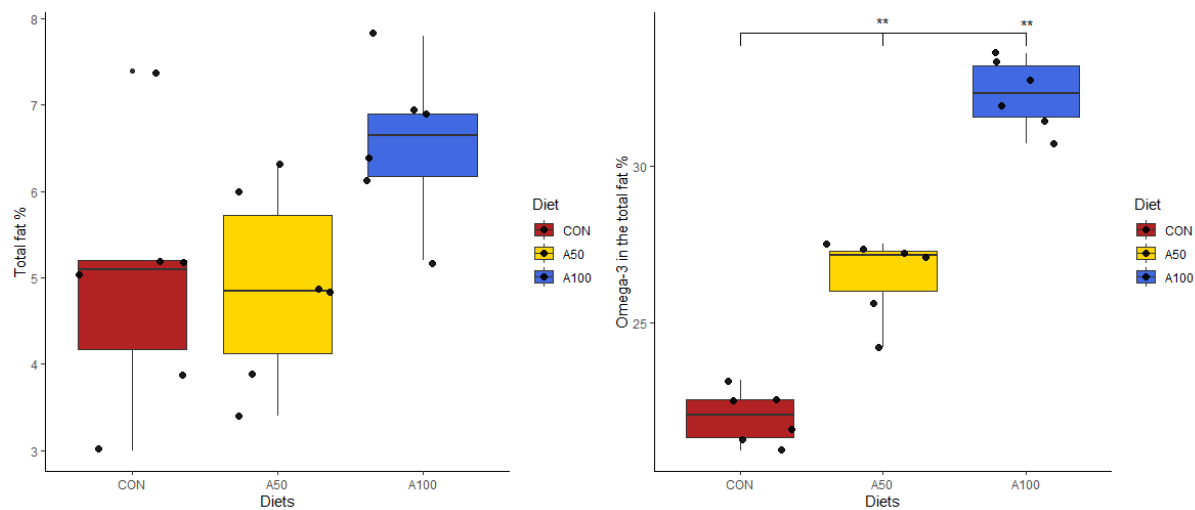 8
7
6
5
4
3
Total fat %
CON
A50
A100
Diets
Diet
CON
A50
A100
**
**
30
25
Omega-3 in the total fat %
CON
A50
A100
Diets
Diet
CON
A50
A100